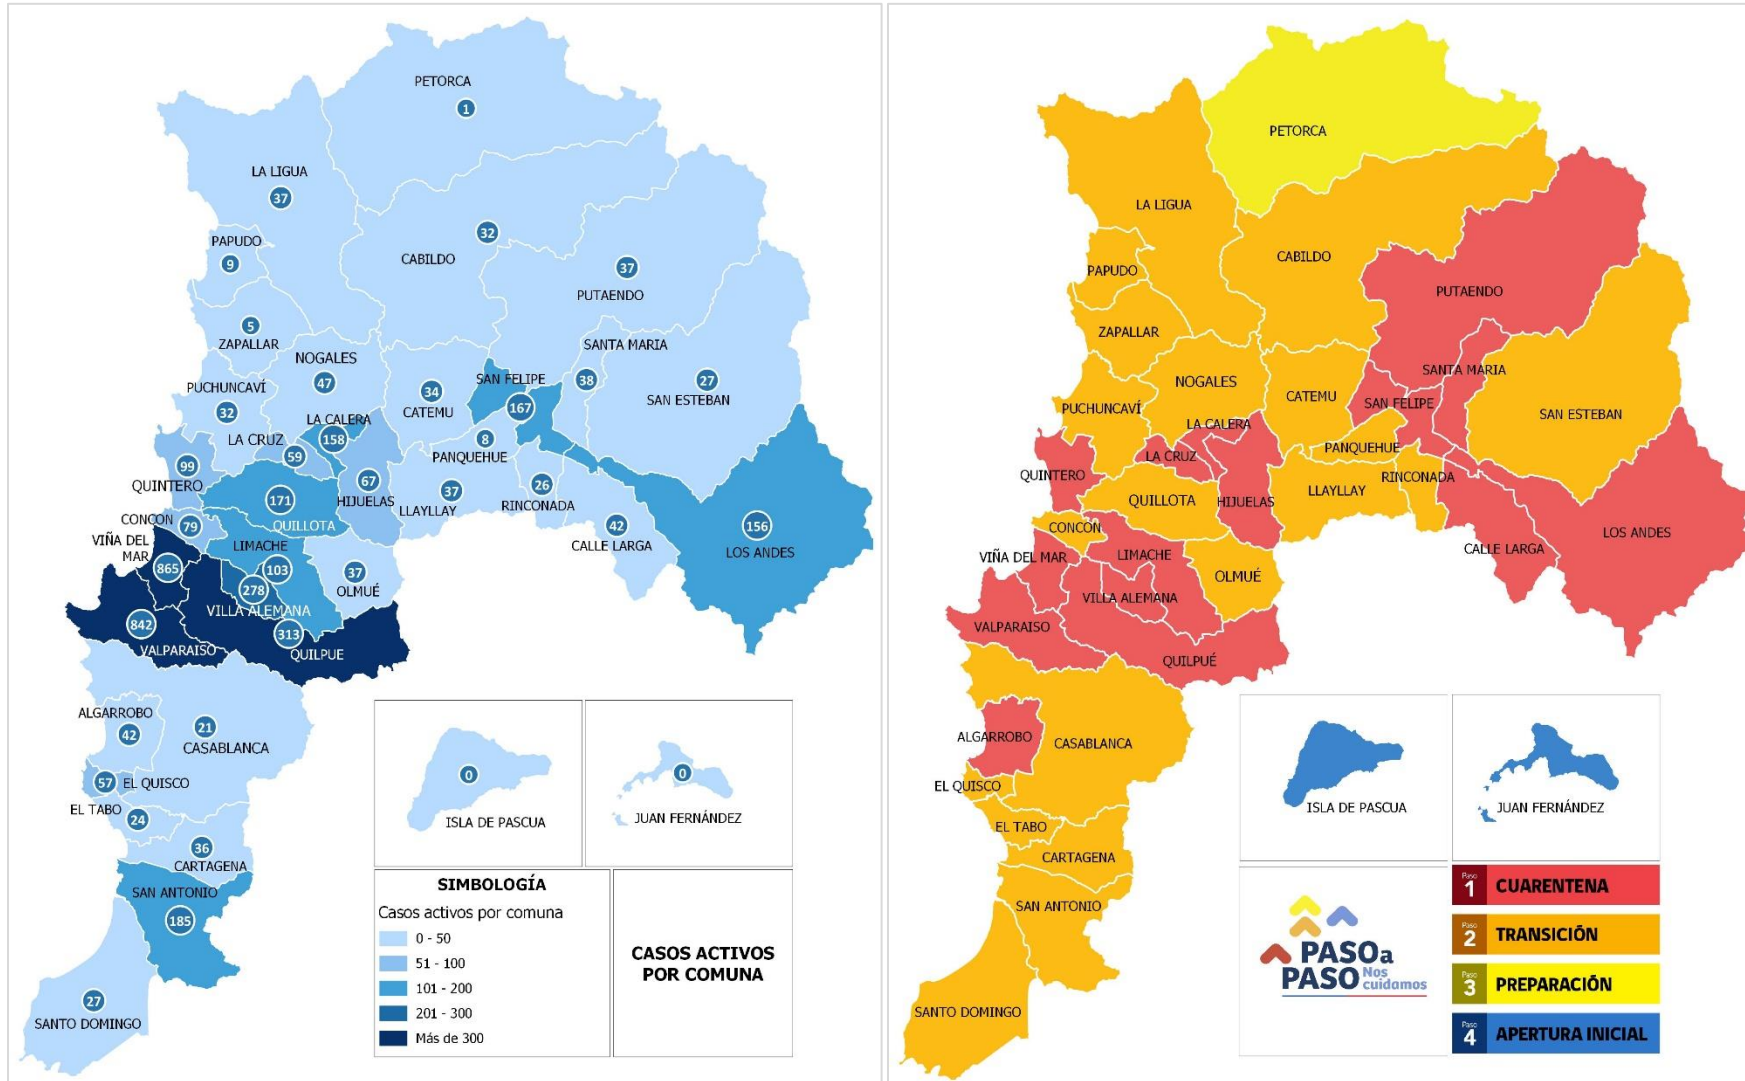 PETORCA
1
LA LIGUA
37
PAPUDO
9
32
CABILDO
37
PUTAENDO
5
ZAPALLAR
NOGALES
47
SANTA MARIA
38
27
SAN ESTEBAN
PUCHUNCAVÍ
32
34
CATEMU
SAN FELIPE
167
LA CALERA
158
LA CRUZ
59
8
PANQUEHUE
99
QUINTERO
67
HIJUELAS
37
LLAYLLAY
26
RINCONADA
171
QUILLOTA
42
CALLE LARGA
156
LOS ANDES
CONCON
79
VIÑA DEL
MAR
865
LIMACHE
103
37
OLMUÉ
278
VILLA ALEMANA
842
VALPARAISO
313
QUILPUE
ALGARROBO
42
21
CASABLANCA
57
EL QUISCO
EL TABO
24
36
CARTAGENA
SAN ANTONIO
185
27
SANTO DOMINGO
0
ISLA DE PASCUA
0
JUAN FERNÁNDEZ
SIMBOLOGÍA
Casos activos por comuna
0 - 50
51 - 100
101 - 200
201 - 300
Más de 300
CASOS ACTIVOS
POR COMUNA
PETORCA
LA LIGUA
CABILDO
PAPUDO
PUTAENDO
ZAPALLAR
NOGALES
SANTA MARIA
CATEMU
SAN ESTEBAN
PUCHUNCAVÍ
SAN FELIPE
LA CALERA
PANQUEHUE
LA CRUZ
QUINTERO
RINCONADA
LLAYLLAY
QUILLOTA
HIJUELAS
CONCÓN
LOS ANDES
CALLE LARGA
VIÑA DEL MAR
LIMACHE
OLMUÉ
VILLA ALEMANA
VALPARAISO
QUILPUÉ
ALGARROBO
CASABLANCA
EL QUISCO
EL TABO
CARTAGENA
SAN ANTONIO
SANTO DOMINGO
ISLA DE PASCUA
JUAN FERNÁNDEZ
PASO a
PASO Nos
cuidamos
Paso
1 CUARENTENA
Paso
2 TRANSICIÓN
Paso
3 PREPARACIÓN
Paso
4 APERTURA INICIAL